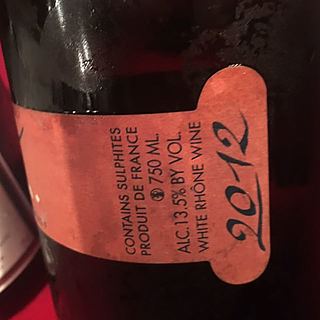 CONTAINS SULPHITES
PRODUIT DE FRANCE
750 ML.
ALC.13.5% BY VOL.
WHITE RHÔNE WINE
2012